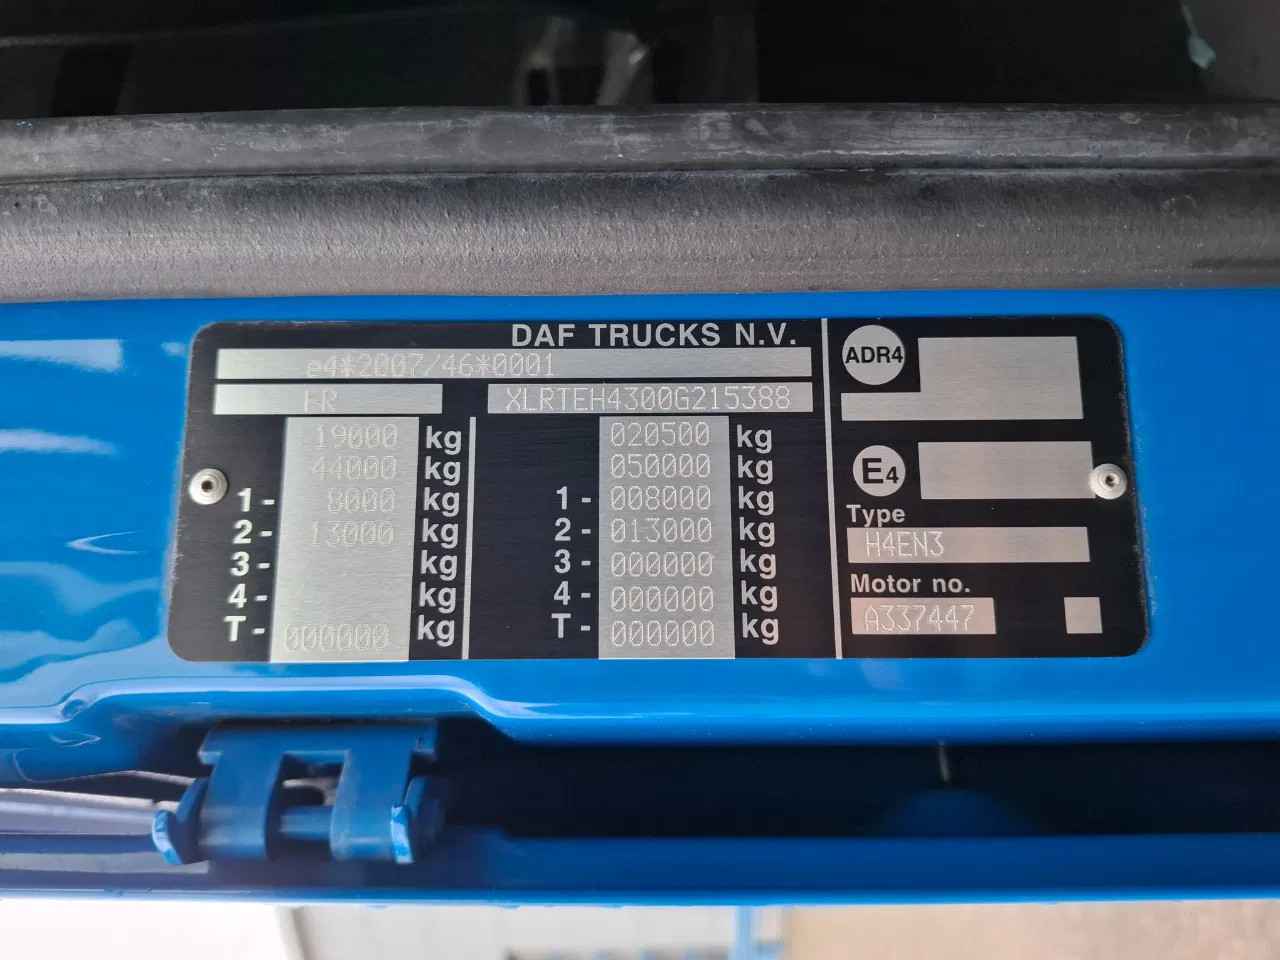 DAF TRUCKS N.V.
e4*2007/46*0001
XLRTEH4300G215388
19000 kg
44000 kg
1- 8000 kg
2- 13000 kg
3- kg
4- kg
T- 000000 kg
020500 kg
050000 kg
1- 008000 kg
2- 013000 kg
3- 000000 kg
4- 000000 kg
T- 000000 kg
ADR4
E4
Type
H4EN3
Motor no.
A337447